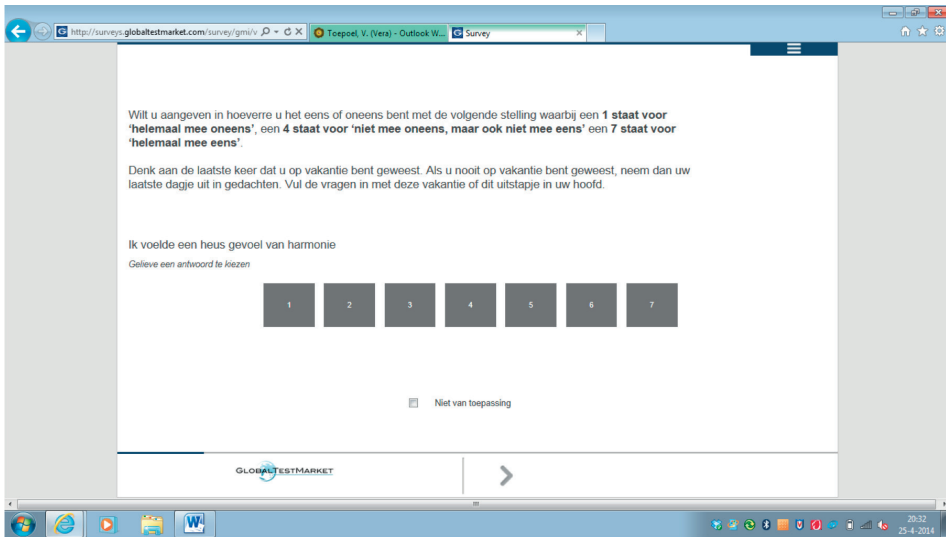 http://surveys.globaltestmarket.com/survey/gmi/v
Toepoel, V. (Vera) - Outlook W...
Survey
Wilt u aangeven in hoeverre u het eens of oneens bent met de volgende stelling waarbij een 1 staat voor
‘helemaal mee oneens’, een 4 staat voor ‘niet mee oneens, maar ook niet mee eens’ een 7 staat voor
‘helemaal mee eens’.
Denk aan de laatste keer dat u op vakantie bent geweest. Als u nooit op vakantie bent geweest, neem dan uw
laatste dagje uit in gedachten. Vul de vragen in met deze vakantie of dit uitstapje in uw hoofd.
Ik voelde een heus gevoel van harmonie
Gelieve een antwoord te kiezen
1 2 3 4 5 6 7
Niet van toepassing
GLOBALTESTMARKET
20:32
25-4-2014